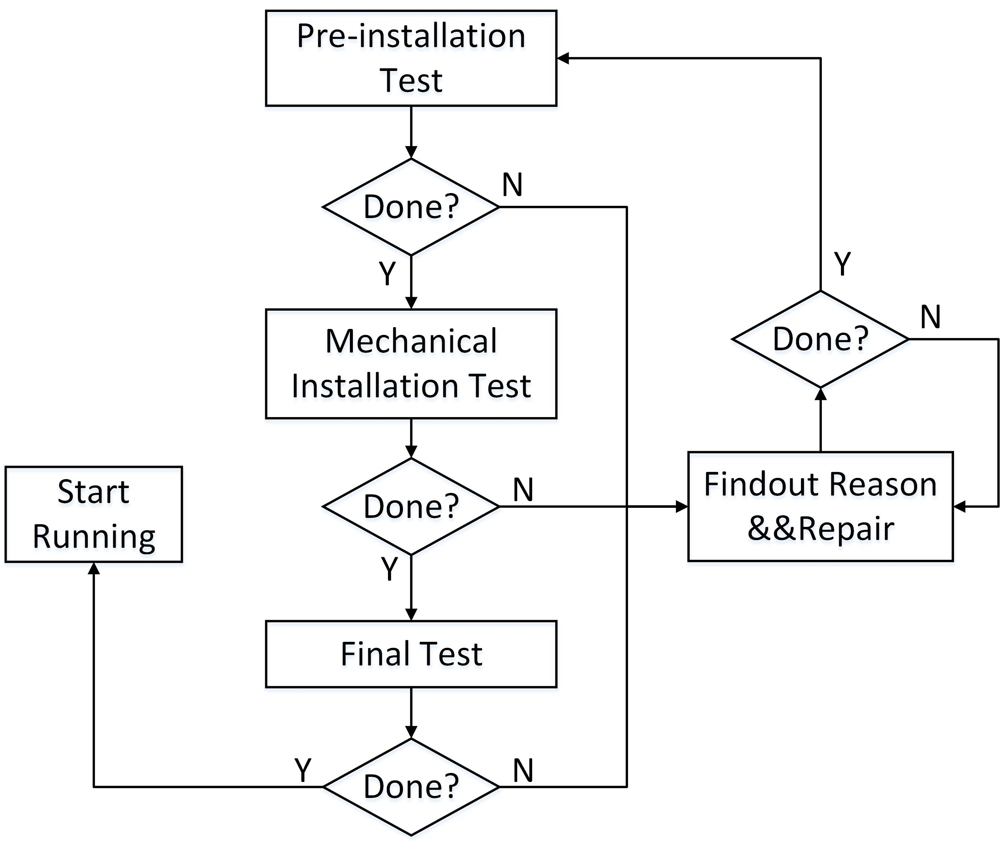 Pre-installation
Test
Done?
N
Y
Mechanical
Installation Test
Done?
N
Y
Final Test
Done?
Y
N
Start
Running
Findout Reason
&&Repair
Done?
Y
N